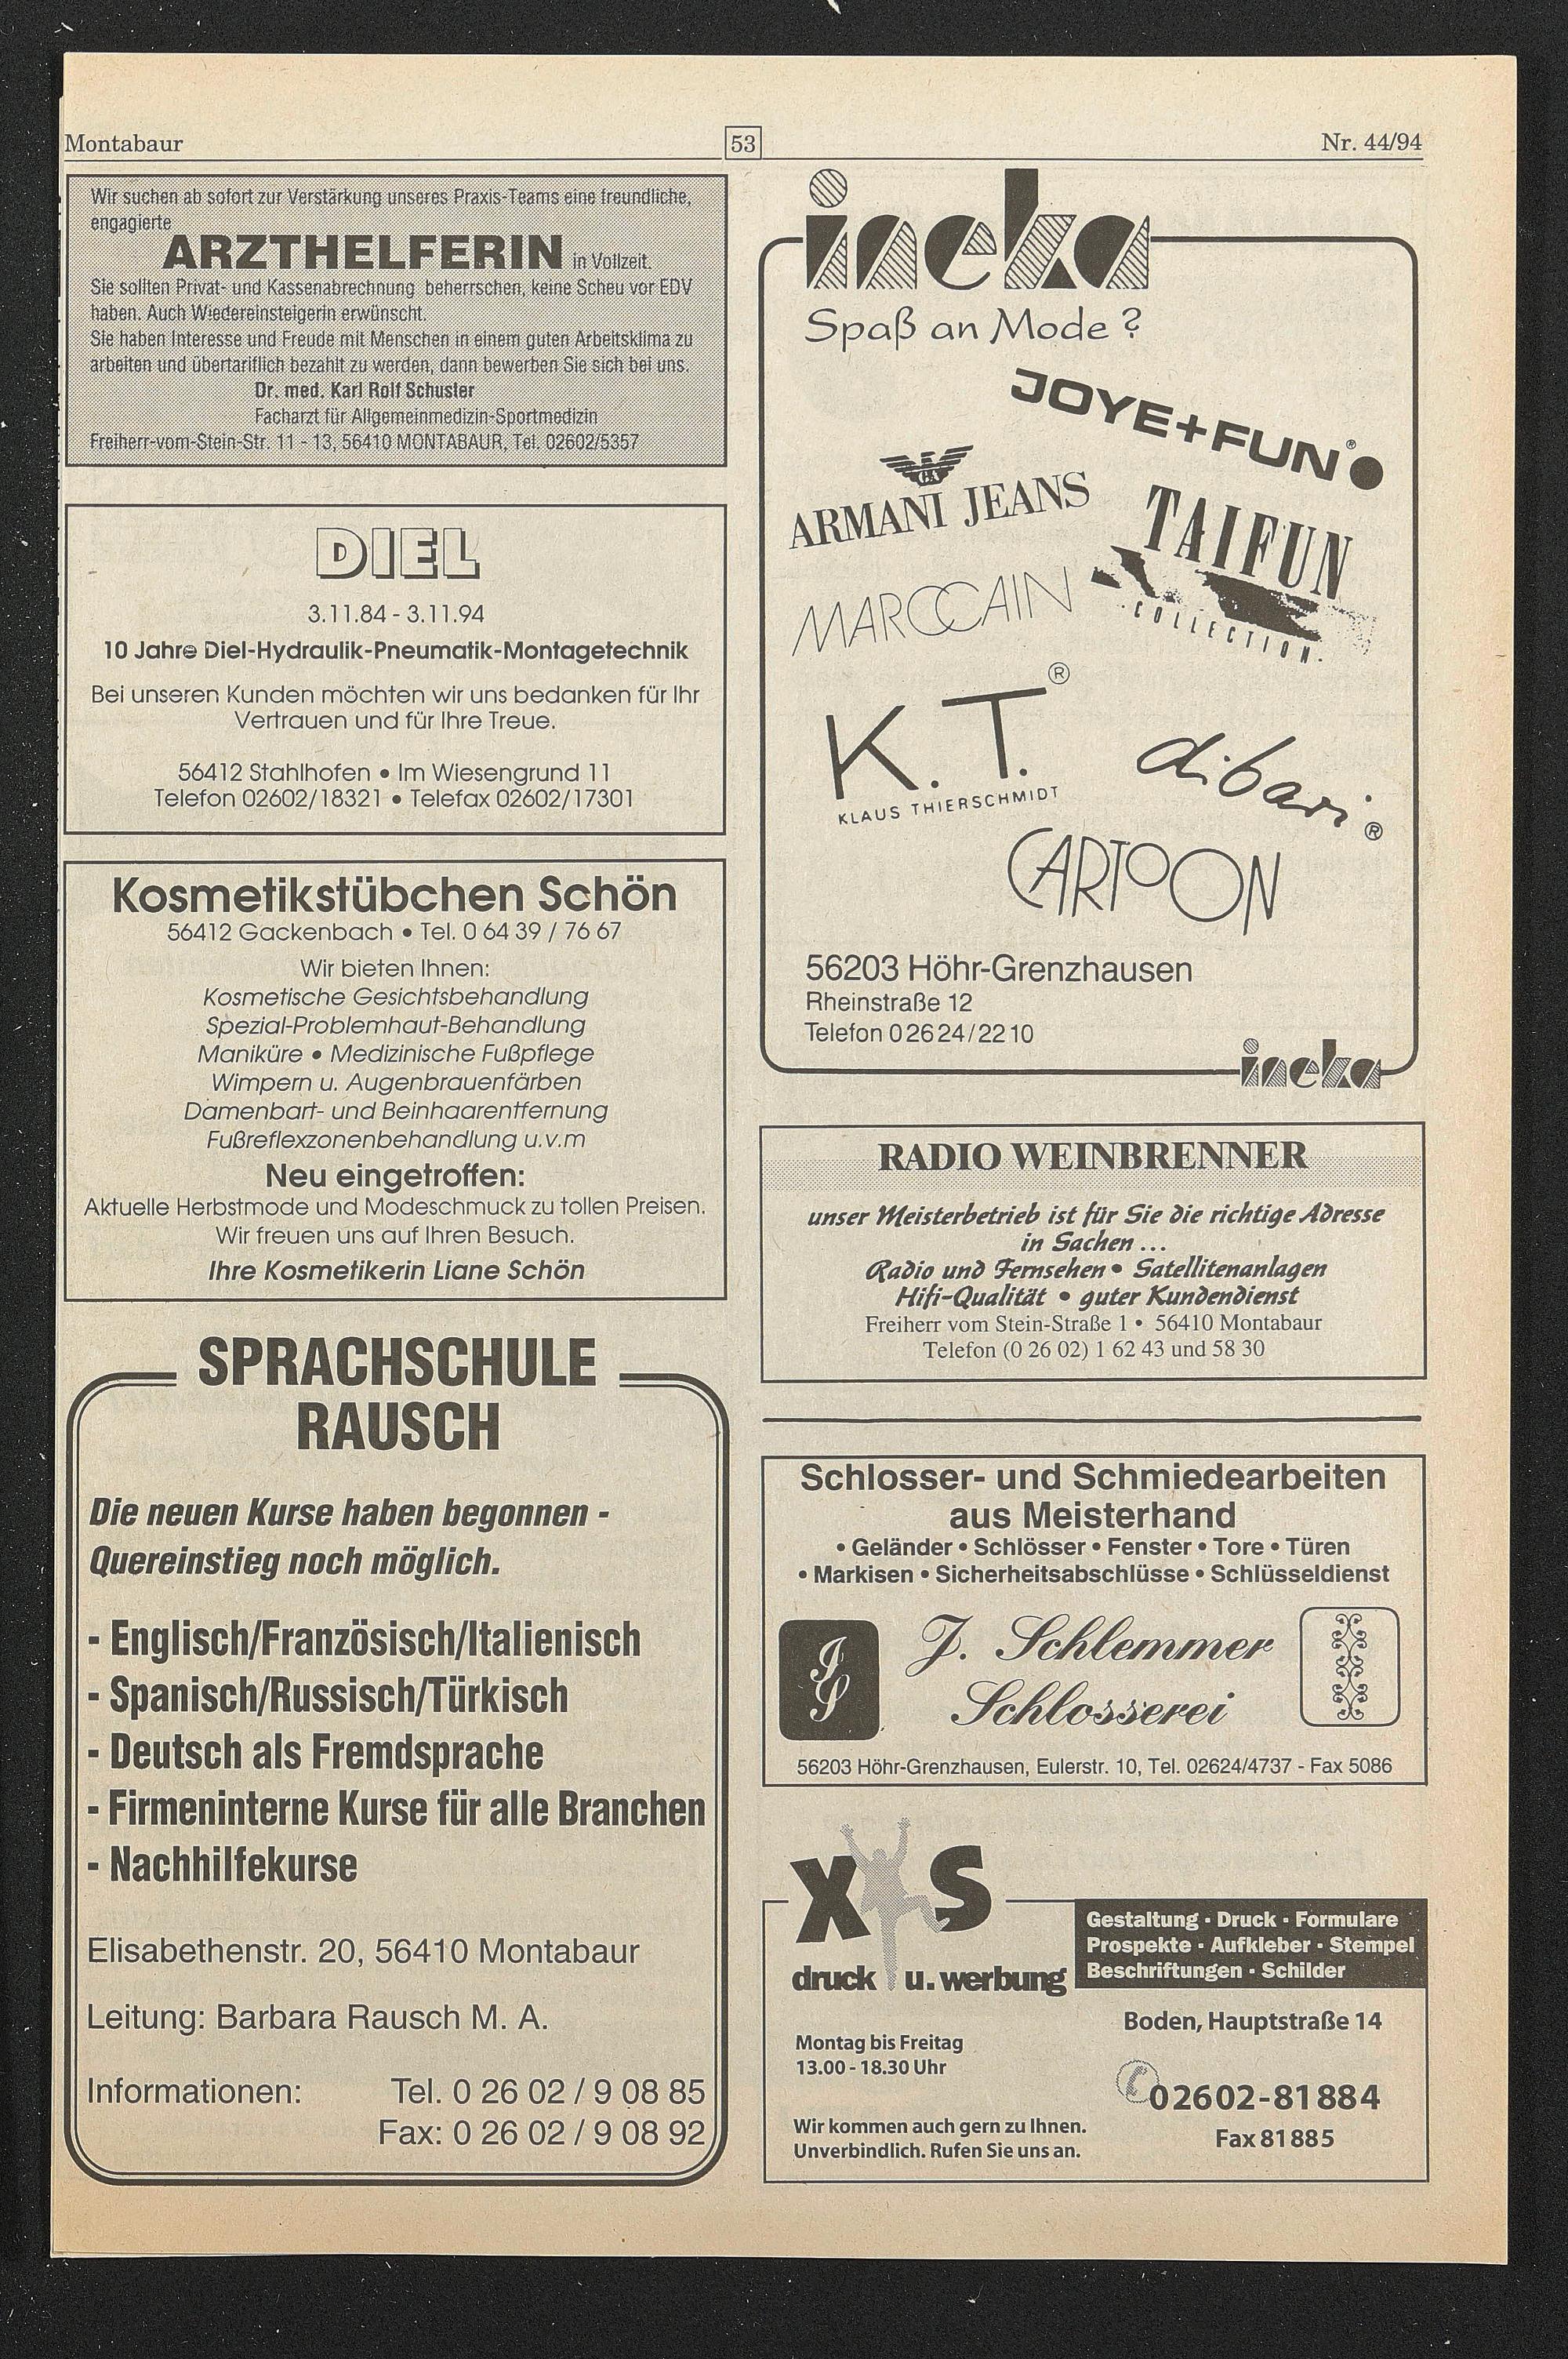 Montabaur
53
Nr. 44/94
Wir suchen ab sofort zur Verstärkung unseres Praxis-Teams eine freundliche,
engagierte
ARZTHELFERIN in Vollzeit.
Sie sollten Privat- und Kassenabrechnung beherrschen, keine Scheu vor EDV
haben. Auch Wiedereinsteigerin erwünscht.
Sie haben Interesse und Freude mit Menschen in einem guten Arbeitsklima zu
arbeiten und übertariflich bezahlt zu werden, dann bewerben Sie sich bei uns.
Dr. med. Karl Rolf Schuster
Facharzt für Allgemeinmedizin-Sportmedizin
Freiherr-vom-Stein-Str. 11 - 13, 56410 MONTABAUR, Tel. 02602/5357
DIEL
3.11.84 - 3.11.94
10 Jahre Diel-Hydraulik-Pneumatik-Montagetechnik
Bei unseren Kunden möchten wir uns bedanken für Ihr
Vertrauen und für Ihre Treue.
56412 Stahlhofen • Im Wiesengrund 11
Telefon 02602/18321 • Telefax 02602/17301
Kosmetikstübchen Schön
56412 Gackenbach • Tel. 0 64 39 / 76 67
Wir bieten Ihnen:
Kosmetische Gesichtsbehandlung
Spezial-Problemhaut-Behandlung
Maniküre • Medizinische Fußpflege
Wimpern u. Augenbrauenfärben
Damenbart- und Beinhaarentfernung
Fußreflexzonenbehandlung u.v.m
Neu eingetroffen:
Aktuelle Herbstmode und Modeschmuck zu tollen Preisen.
Wir freuen uns auf Ihren Besuch.
Ihre Kosmetikerin Liane Schön
SPRACHSCHULE
RAUSCH
Die neuen Kurse haben begonnen -
Quereinstieg noch möglich.
- Englisch/Französisch/Italienisch
- Spanisch/Russisch/Türkisch
- Deutsch als Fremdsprache
- Firmeninterne Kurse für alle Branchen
- Nachhilfekurse
Elisabethenstr. 20, 56410 Montabaur
Leitung: Barbara Rausch M. A.
Informationen: Tel. 0 26 02 / 9 08 85
Fax: 0 26 02 / 9 08 92
ineka
Spaß an Mode ?
JOYE+FUN®
GA
ARMANI JEANS
TAIFUN
COLLECTION
MARCCAIN
K.T.®
KLAUS THIERSCHMIDT
dibari®
CARTOON
56203 Höhr-Grenzhausen
Rheinstraße 12
Telefon 02624/2210
ineka
RADIO WEINBRENNER
unser Meisterbetrieb ist für Sie die richtige Adresse
in Sachen ...
Radio und Fernsehen • Satellitenanlagen
Hifi-Qualität • guter Kundendienst
Freiherr vom Stein-Straße 1 • 56410 Montabaur
Telefon (0 26 02) 1 62 43 und 58 30
Schlosser- und Schmiedearbeiten
aus Meisterhand
• Geländer • Schlösser • Fenster • Tore • Türen
• Markisen • Sicherheitsabschlüsse • Schlüsseldienst
JS
J. Schlemmer
Schlosserei
56203 Höhr-Grenzhausen, Eulerstr. 10, Tel. 02624/4737 - Fax 5086
X S
druck u. werbung
Gestaltung · Druck · Formulare
Prospekte · Aufkleber · Stempel
Beschriftungen · Schilder
Boden, Hauptstraße 14
Montag bis Freitag
13.00 - 18.30 Uhr
02602-81884
Fax 81885
Wir kommen auch gern zu Ihnen.
Unverbindlich. Rufen Sie uns an.